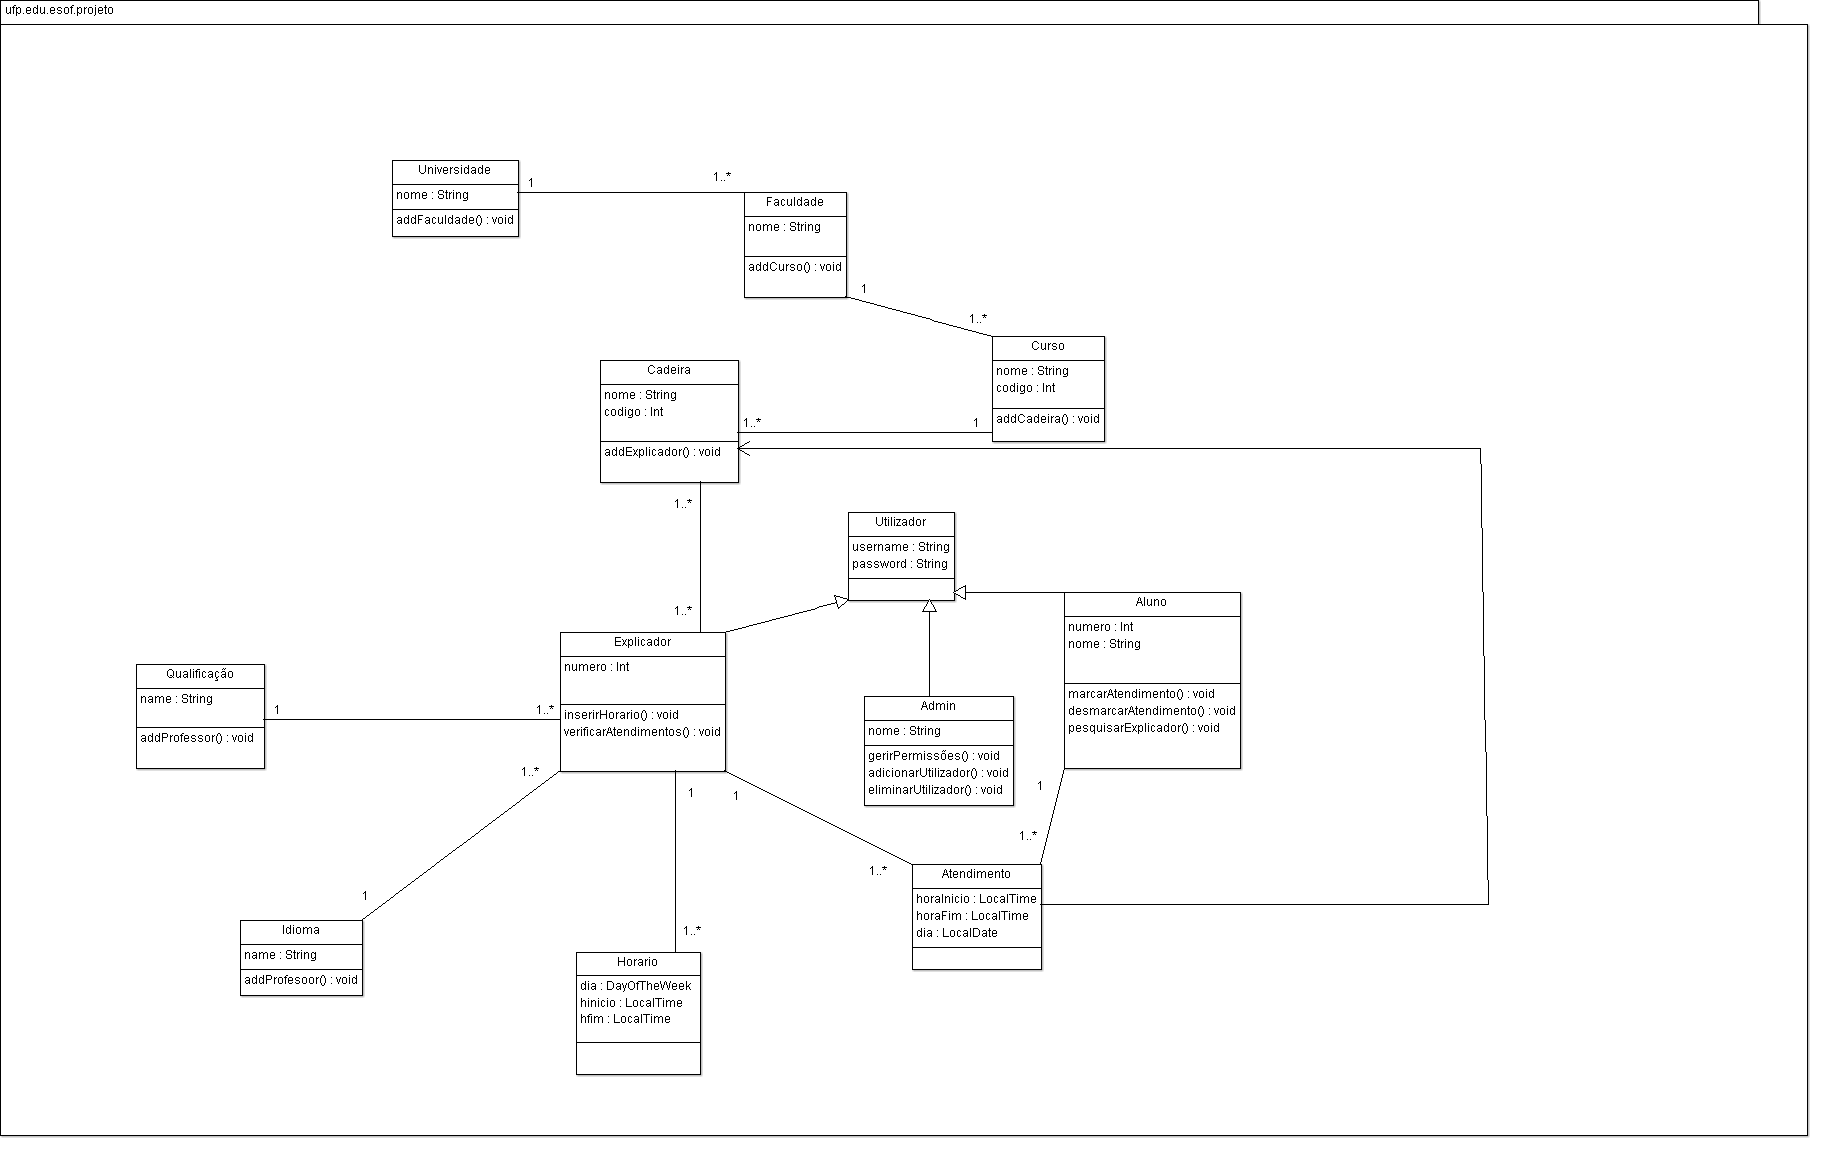 ufp.edu.esof.projeto
Universidade
nome : String
addFaculdade() : void
1
1..*
Faculdade
nome : String
addCurso() : void
1
1..*
Curso
nome : String
codigo : Int
addCadeira() : void
1
1..*
Cadeira
nome : String
codigo : Int
addExplicador() : void
1..*
1..*
Utilizador
username : String
password : String
Explicador
numero : Int
inserirHorario() : void
verificarAtendimentos() : void
Aluno
numero : Int
nome : String
marcarAtendimento() : void
desmarcarAtendimento() : void
pesquisarExplicador() : void
Qualificação
name : String
addProfessor() : void
1
1..*
Admin
nome : String
gerirPermissões() : void
adicionarUtilizador() : void
eliminarUtilizador() : void
1..*
1
1
1
1..*
1..*
1
1..*
Atendimento
horaInicio : LocalTime
horaFim : LocalTime
dia : LocalDate
Idioma
name : String
addProfesoor() : void
Horario
dia : DayOfTheWeek
hinicio : LocalTime
hfim : LocalTime